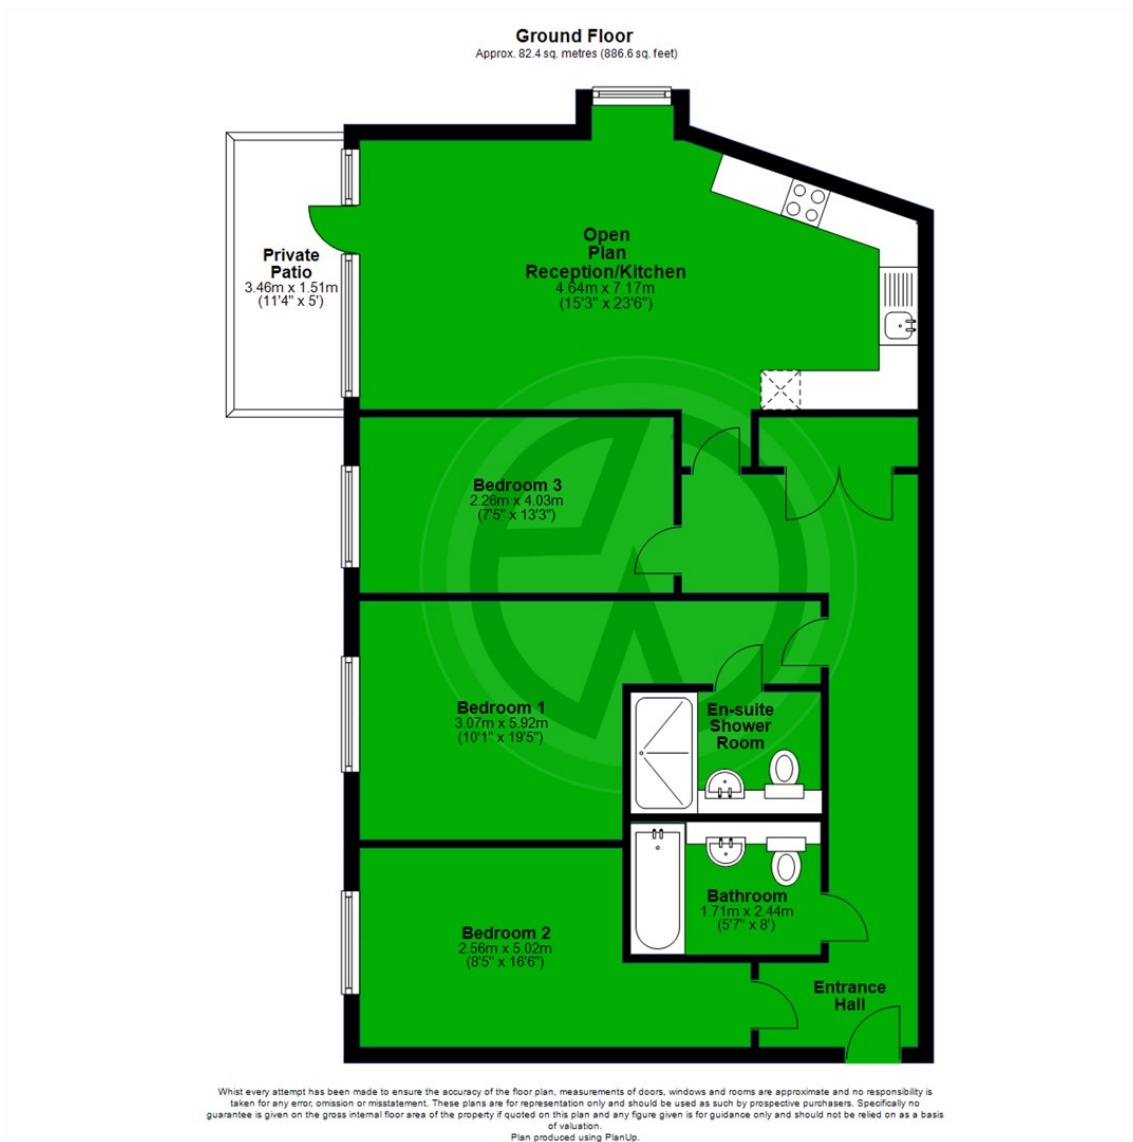 Ground Floor
Approx. 82.4 sq. metres (886.6 sq. feet)
Open
Plan
Reception/Kitchen
4.64m x 7.17m
(15'3" x 23'6")
Private
Patio
3.46m x 1.51m
(11'4" x 5')
Bedroom 3
2.26m x 4.03m
(7'5" x 13'3")
Bedroom 1
3.07m x 5.92m
(10'1" x 19'5")
En-suite
Shower
Room
Bathroom
1.71m x 2.44m
(5'7" x 8')
Bedroom 2
2.56m x 5.02m
(8'5" x 16'6")
Entrance
Hall
Whist every attempt has been made to ensure the accuracy of the floor plan, measurements of doors, windows and rooms are approximate and no responsibility is
taken for any error, omission or misstatement. These plans are for representation only and should be used as such by prospective purchasers. Specifically no
guarantee is given on the gross internal floor area of the property if quoted on this plan and any figure given is for guidance only and should not be relied on as a basis
of valuation.
Plan produced using PlanUp.